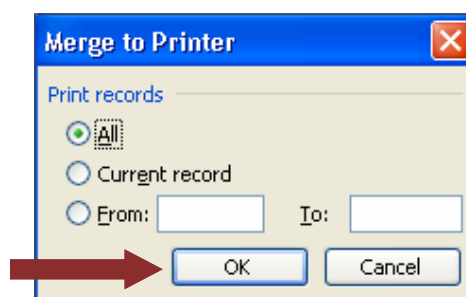 Merge to Printer
Print records
All
Current record
From: To:
OK Cancel